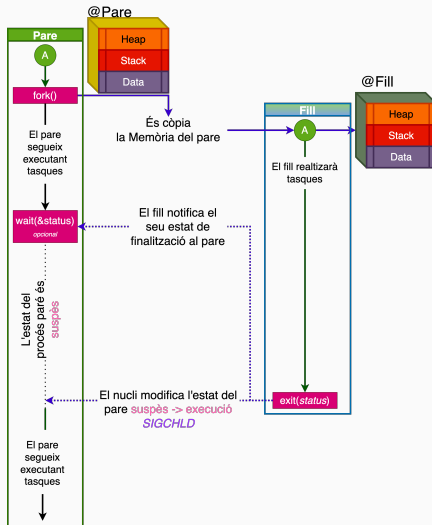 @Pare
Pare
A
Heap
Stack
Data
fork()
@Fill
És còpia
la Memòria del pare
Fill
A
Heap
Stack
Data
El pare
segueix
executant
tasques
El fill realtizarà
tasques
wait(&status)
opcional
El fill notifica el
seu estat de
finalització al pare
L'estat del
procés paré és
suspès
El nucli modifica l'estat del
pare suspès -> execució
SIGCHLD
exit(status)
El pare
segueix
executant
tasques